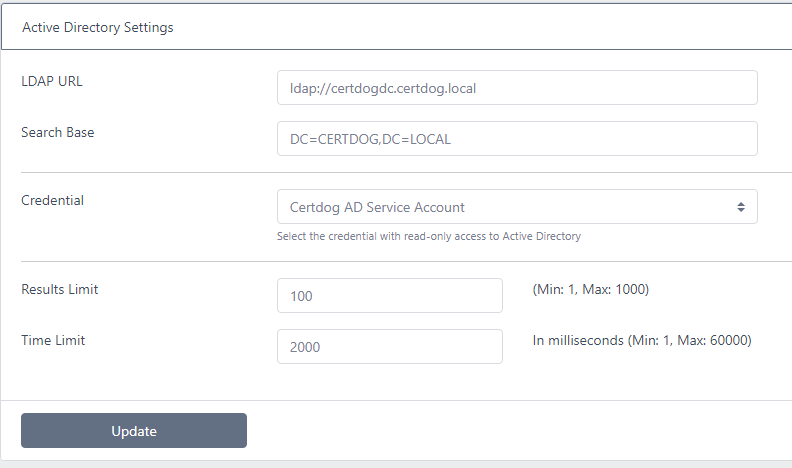 Active Directory Settings
LDAP URL
ldap://certdogdc.certdog.local
Search Base
DC=CERTDOG,DC=LOCAL
Credential
Certdog AD Service Account
Select the credential with read-only access to Active Directory
Results Limit
100
(Min: 1, Max: 1000)
Time Limit
2000
In milliseconds (Min: 1, Max: 60000)
Update